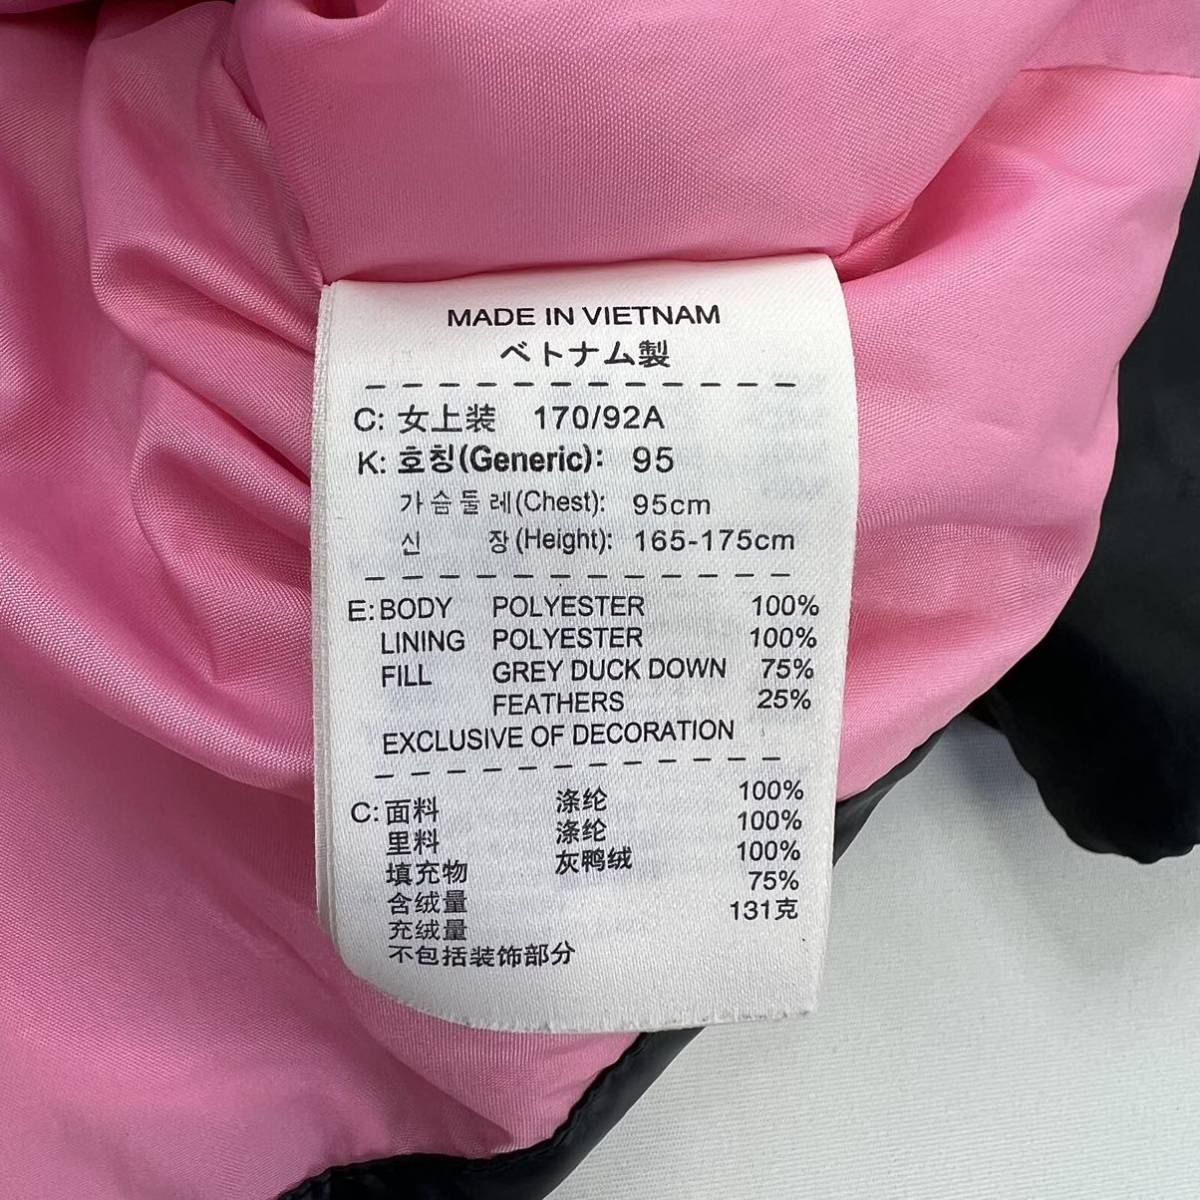 MADE IN VIETNAM
ベトナム製
C: 女上装 170/92A
K: 호칭(Generic): 95
가슴둘레(Chest): 95cm
신 장(Height): 165-175cm
E: BODY POLYESTER 100%
LINING POLYESTER 100%
FILL GREY DUCK DOWN 75%
FEATHERS 25%
EXCLUSIVE OF DECORATION
C: 面料 涤纶 100%
里料 涤纶 100%
填充物 灰鸭绒 100%
含绒量 75%
充绒量 131克
不包括装饰部分